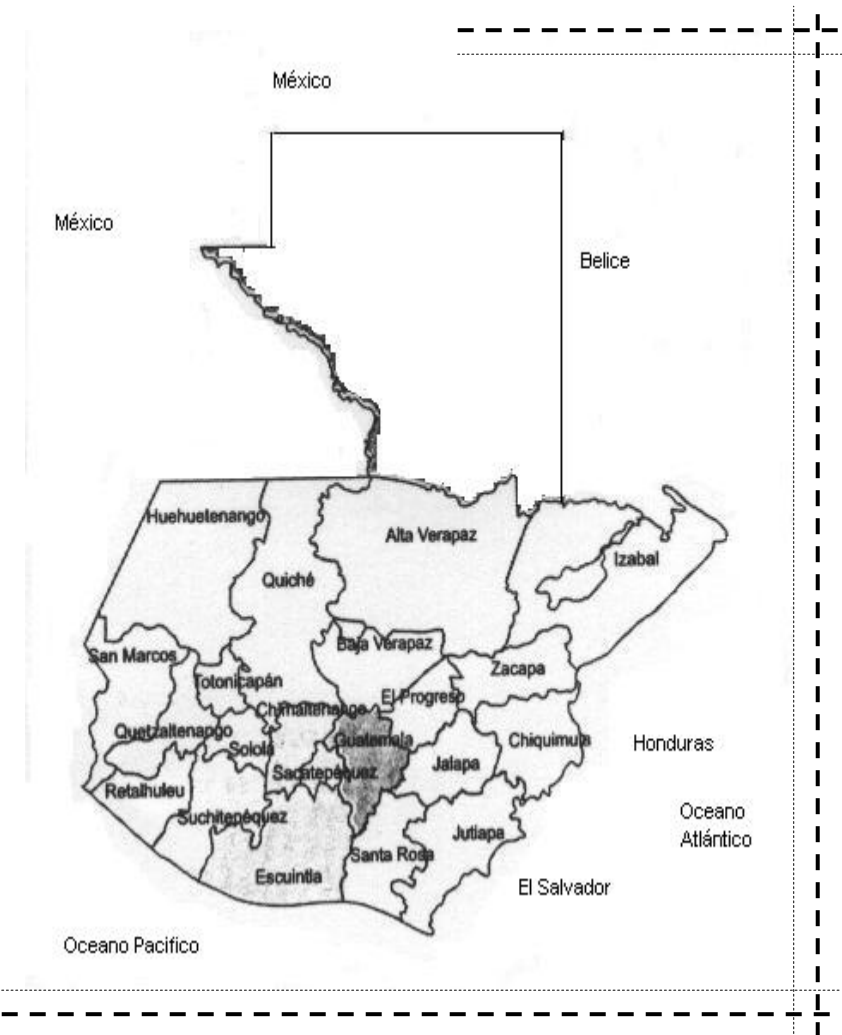 México
México
Belice
Huehuetenango
Alta Verapaz
Izabal
Quiché
Baja Verapaz
San Marcos
Zacapa
Totonicapán
El Progreso
Chimaltenango
Quetzaltenango
Guatemala
Chiquimula
Honduras
Sololá
Jalapa
Sacatepéquez
Retalhuleu
Oceano
Atlántico
Suchitepéquez
Jutiapa
Santa Rosa
Escuintla
El Salvador
Oceano Pacifico